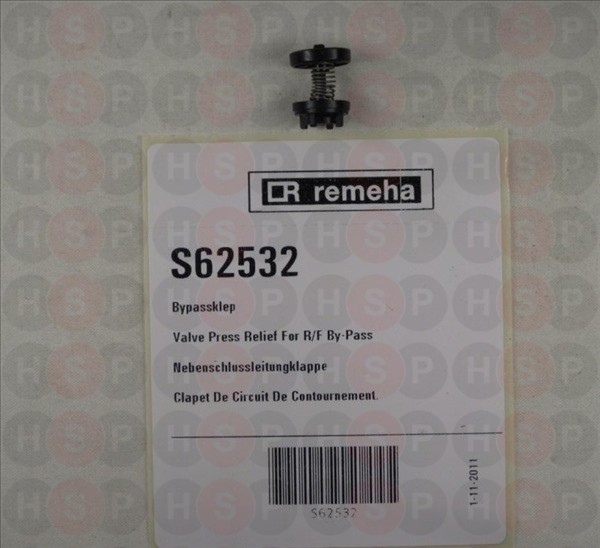 remeha
S62532
Bypassklep
Valve Press Relief For R/F By-Pass
Nebenschlussleitungklappe
Clapet De Circuit De Contournement.
S62532
1-11-2011
HSP